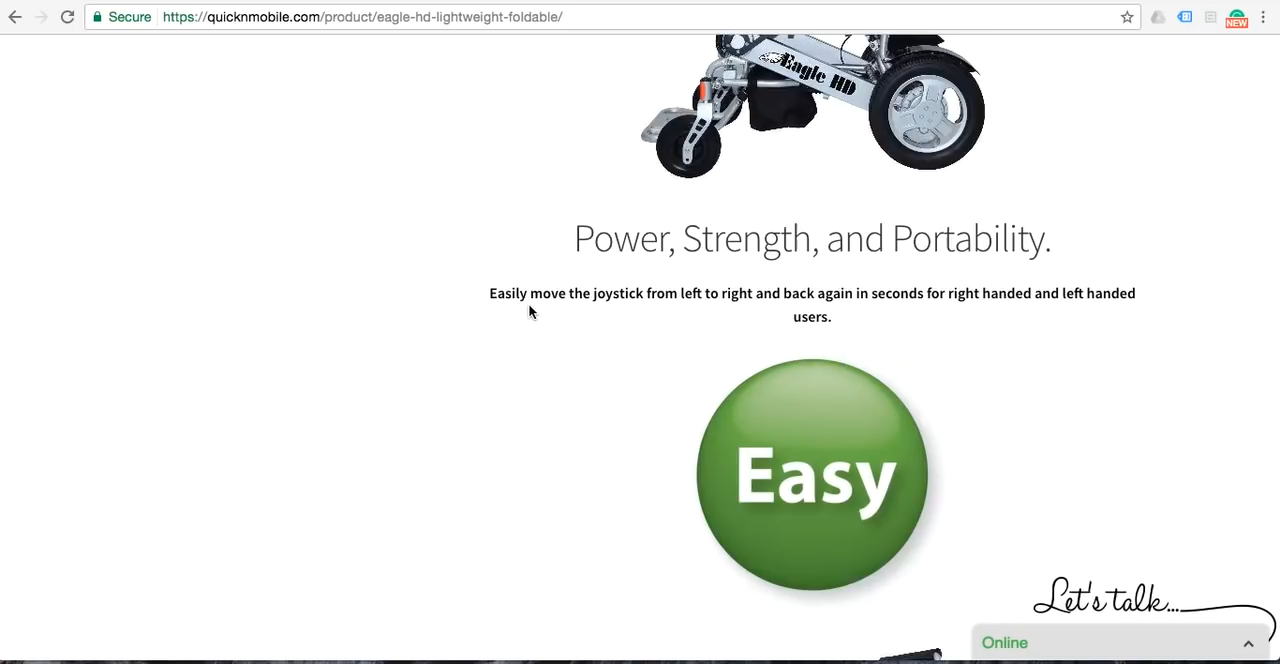 Secure
https://quicknmobile.com/product/eagle-hd-lightweight-foldable/
NEW
Eagle HD
Power, Strength, and Portability.
Easily move the joystick from left to right and back again in seconds for right handed and left handed
users.
Easy
Let's talk...
Online